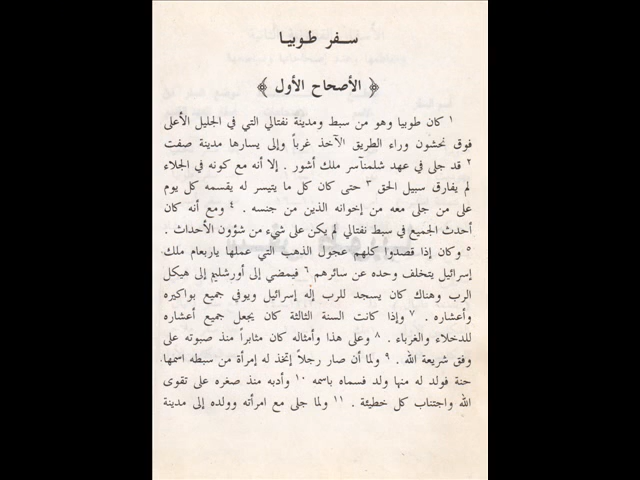 سـفـر طـوبيـا
﴿ الأصحاح الأول ﴾
١ كان طوبيا وهو من سبط ومدينة نفتالي التي في الجليل الأعلى
فوق نحشون وراء الطريق الآخذ غرباً وإلى يسارها مدينة صفت
٢ قد جلى في عهد شلمنآسر ملك أشور . إلا أنه مع كونه في الجلاء
لم يفارق سبيل الحق ٣ حتى كان كل ما يتيسر له يقسمه كل يوم
على من جلى معه من إخوانه الذين من جنسه . ٤ ومع أنه كان
أحدث الجميع في سبط نفتالي لم يكن على شيء من شؤون الأحداث .
٥ وكان إذا قصدوا كلهم عجول الذهب التي عملها ياربعام ملك
إسرائيل يتخلف وحده عن سائرهم ٦ فيمضي إلى أورشليم إلى هيكل
الرب وهناك كان يسجد للرب إله إسرائيل ويوفي جميع بواكيره
وأعشاره . ٧ وإذا كانت السنة الثالثة كان يجعل جميع أعشاره
للدخلاء والغرباء . ٨ وعلى هذا وأمثاله كان مثابراً منذ صبوته على
وفق شريعة الله . ٩ ولما أن صار رجلاً إتخذ له إمرأة من سبطه اسمها
حنة فولد له منها ولد فسماه باسمه ١٠ وأدبه منذ صغره على تقوى
الله واجتناب كل خطيئة . ١١ ولما جلى مع امرأته وولده إلى مدينة